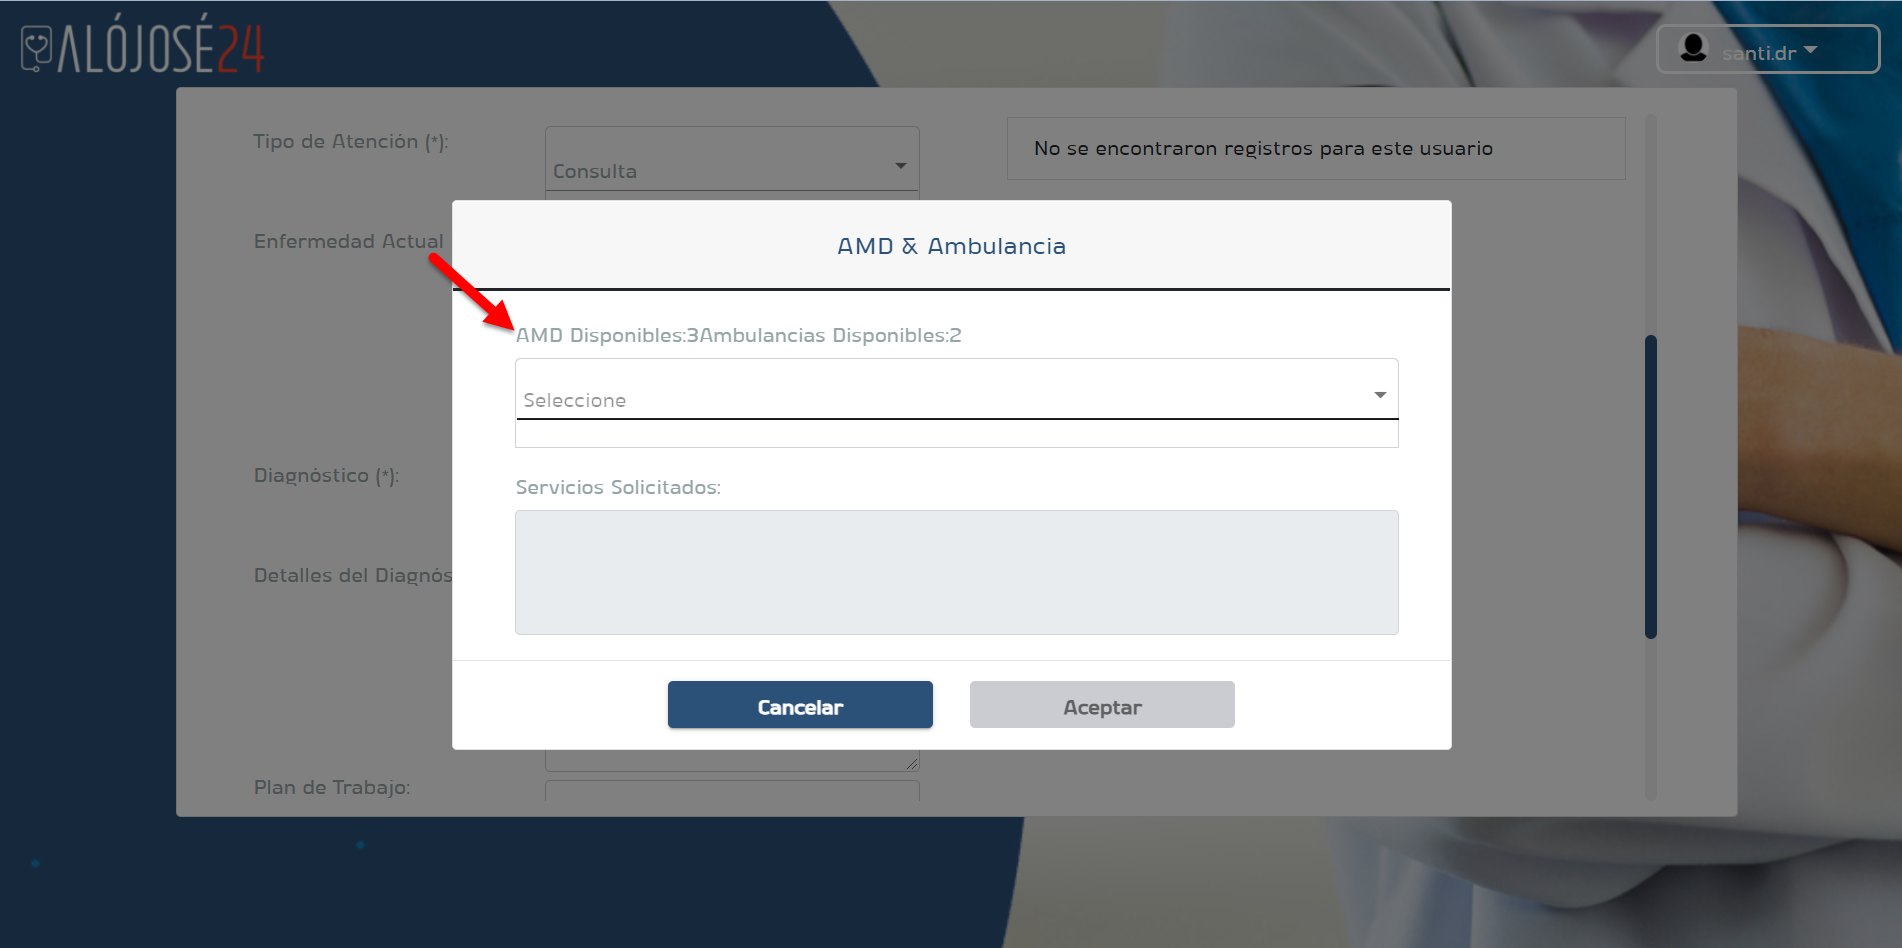 ALÓJOSÉ24
santi.dr
Tipo de Atención (*):
Consulta
No se encontraron registros para este usuario
Enfermedad Actual
AMD & Ambulancia
AMD Disponibles:3Ambulancias Disponibles:2
Seleccione
Servicios Solicitados:
Diagnóstico (*):
Detalles del Diagnós
Cancelar
Aceptar
Plan de Trabajo: